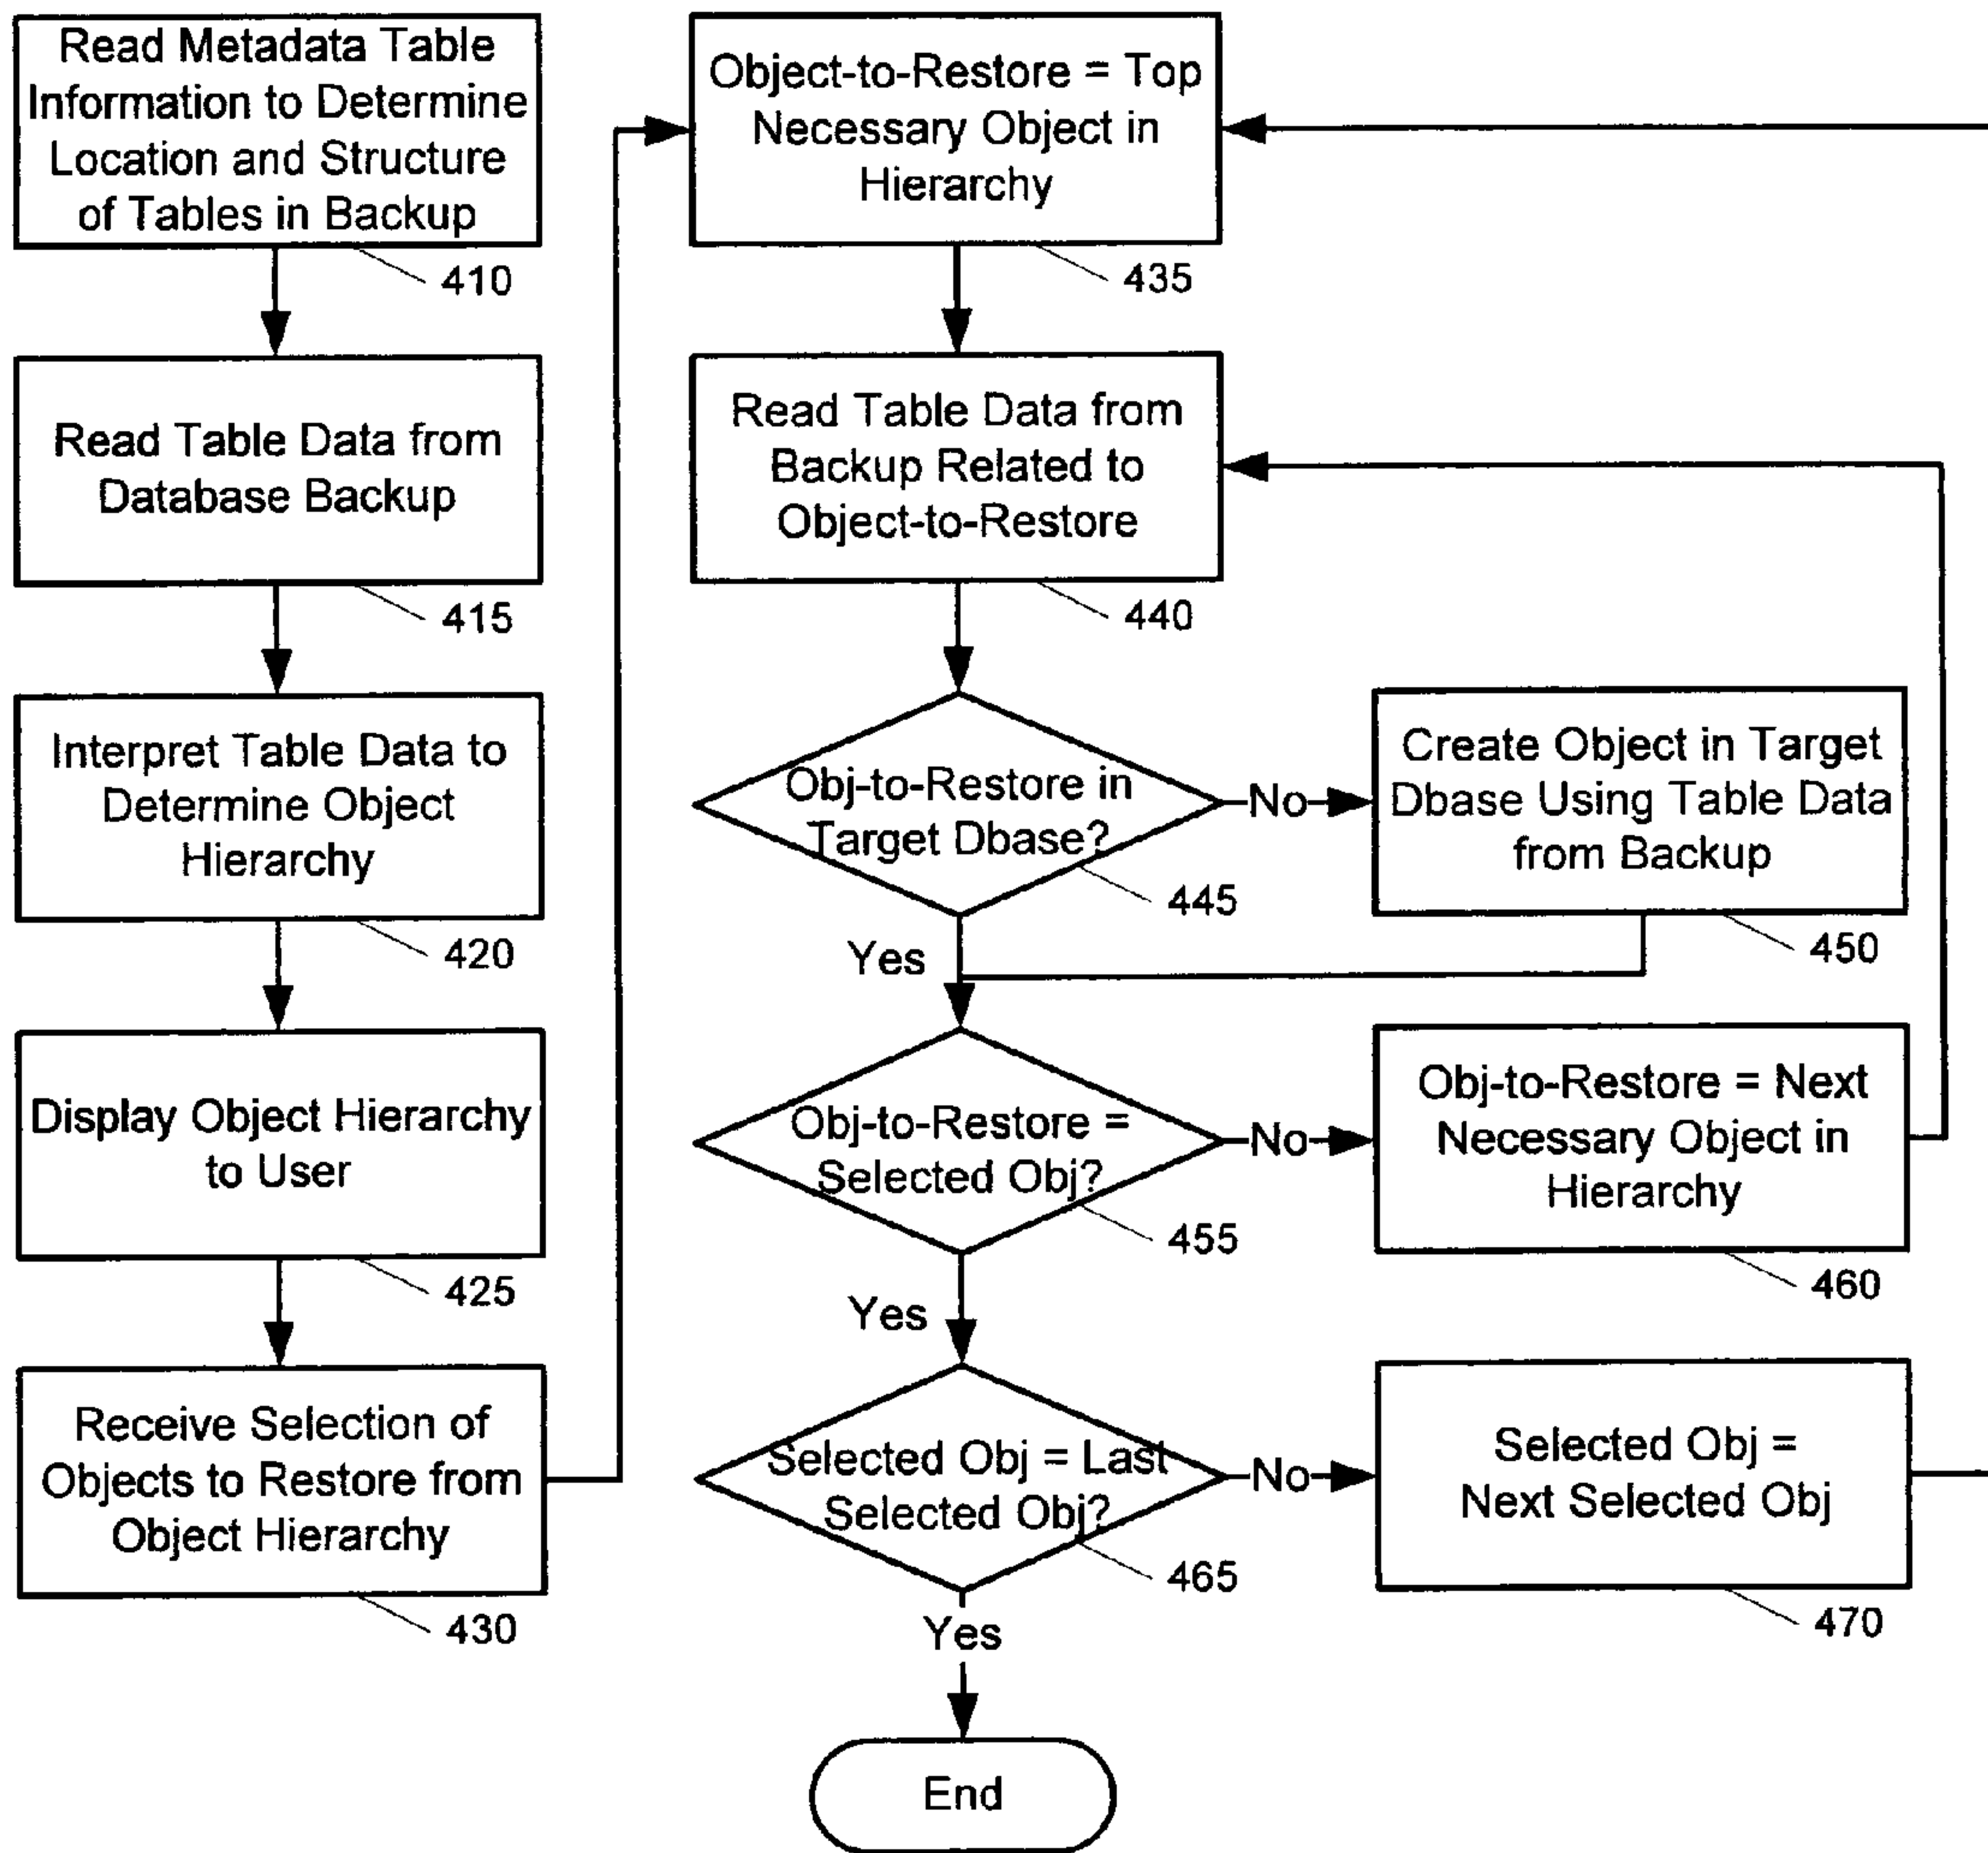 Read Metadata Table
Information to Determine
Location and Structure
of Tables in Backup
410
Read Table Data from
Database Backup
415
Interpret Table Data to
Determine Object
Hierarchy
420
Display Object Hierarchy
to User
425
Receive Selection of
Objects to Restore from
Object Hierarchy
430
Object-to-Restore = Top
Necessary Object in
Hierarchy
435
Read Table Data from
Backup Related to
Object-to-Restore
440
Obj-to-Restore in
Target Dbase?
445
No
Create Object in Target
Dbase Using Table Data
from Backup
450
Yes
Obj-to-Restore =
Selected Obj?
455
No
Obj-to-Restore = Next
Necessary Object in
Hierarchy
460
Yes
Selected Obj = Last
Selected Obj?
465
No
Selected Obj =
Next Selected Obj
470
Yes
End